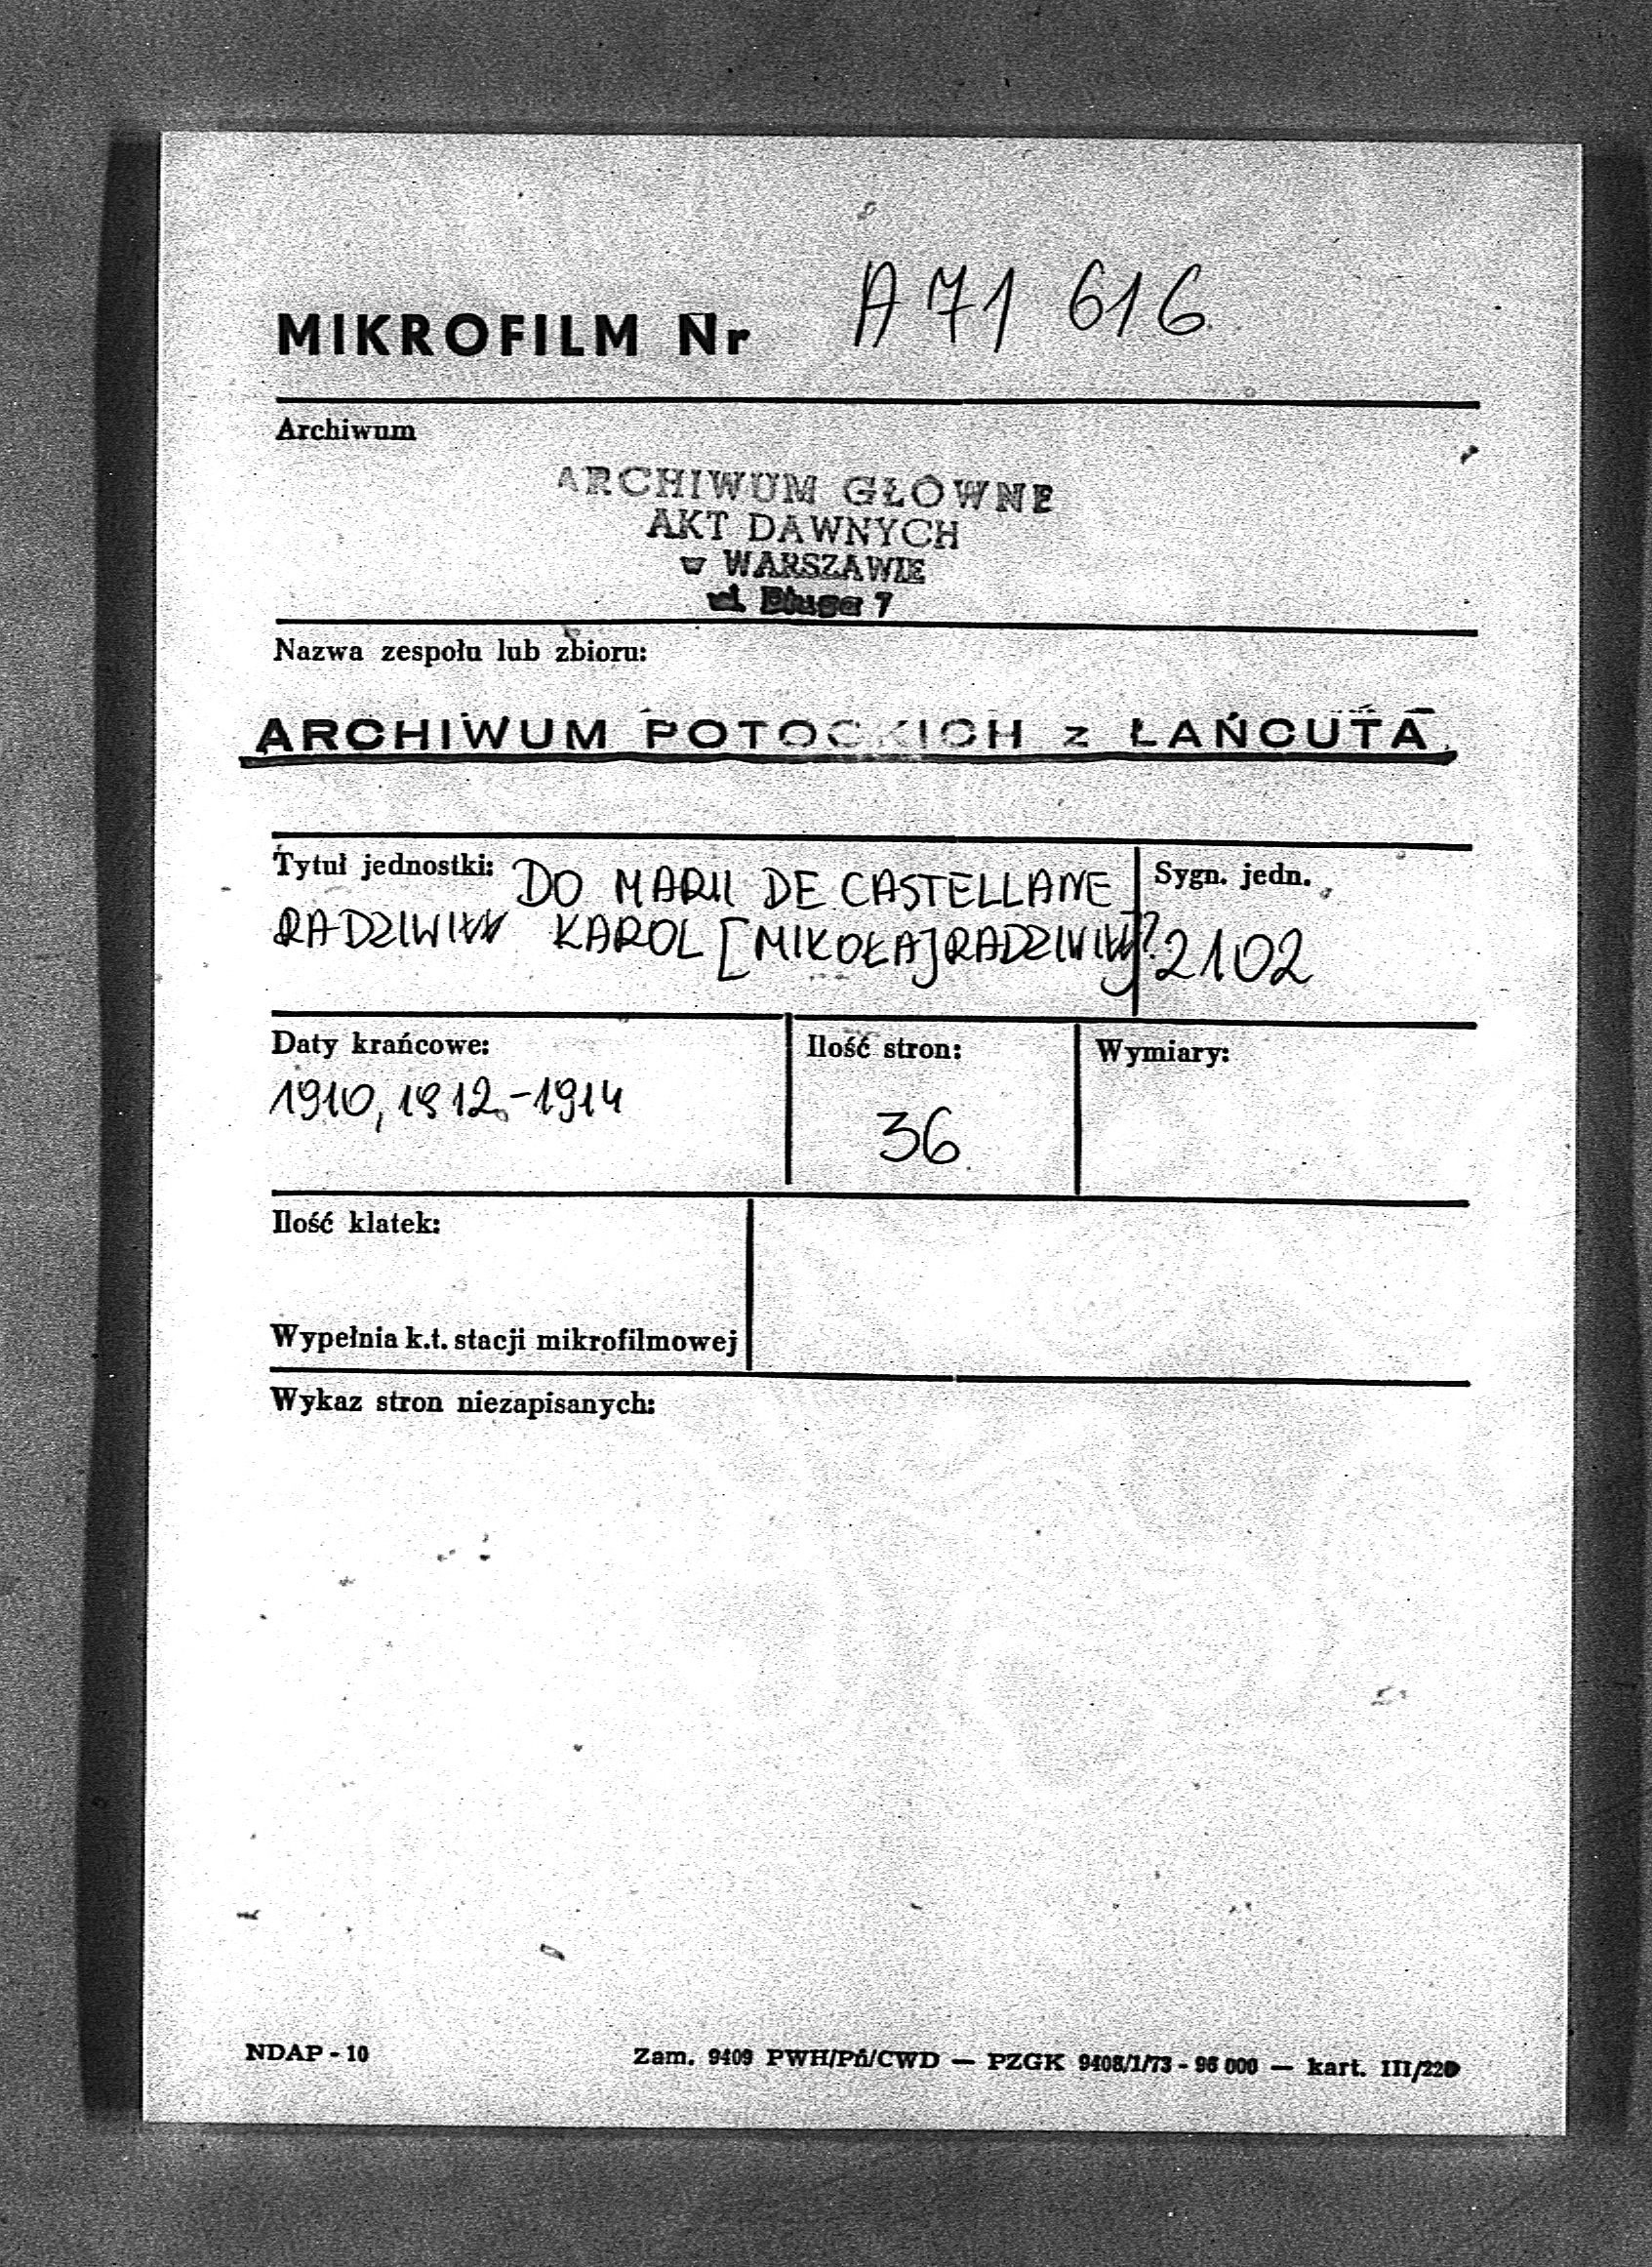 MIKROFILM Nr A 71 616
Archiwum
ARCHIWUM GŁÓWNE
AKT DAWNYCH
w WARSZAWIE
ul. Długa 7
Nazwa zespołu lub zbioru:
ARCHIWUM POTOCKICH z ŁAŃCUTA
Tytuł jednostki: DO MARII DE CASTELLANE
RADZIWIŁŁ KAROL [MIKOŁAJ RADZIWIŁŁ]?
Sygn. jedn.
2102
Daty krańcowe:
1910, 1912-1914
Ilość stron:
36
Wymiary:
Ilość klatek:
Wypełnia k.t. stacji mikrofilmowej
Wykaz stron niezapisanych:
NDAP - 10
Zam. 9409 PWH/Pń/CWD — PZGK 9408/1/73 - 96 000 — kart. III/220